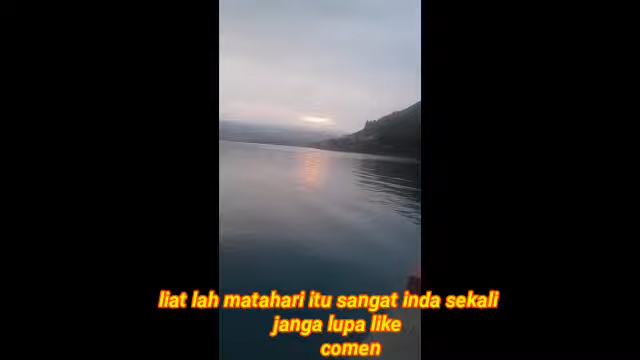 liat lah matahari itu sangat inda sekali
janga lupa like
comen